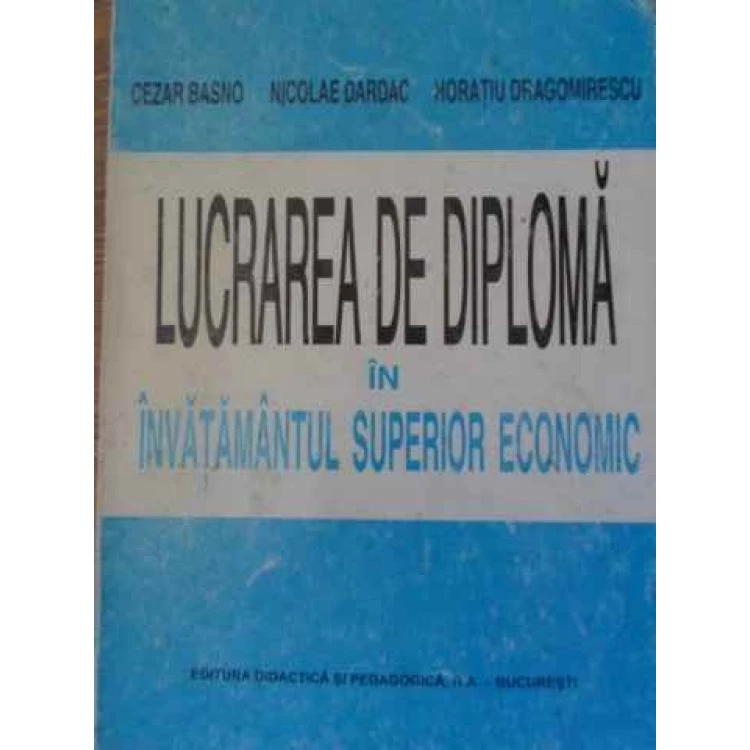 CEZAR BASNO NICOLAE DARDAC HORAȚIU DRAGOMIRESCU
LUCRAREA DE DIPLOMĂ
ÎN
ÎNVĂȚĂMÂNTUL SUPERIOR ECONOMIC
EDITURA DIDACTICĂ ȘI PEDAGOGICĂ, R.A. - BUCUREȘTI